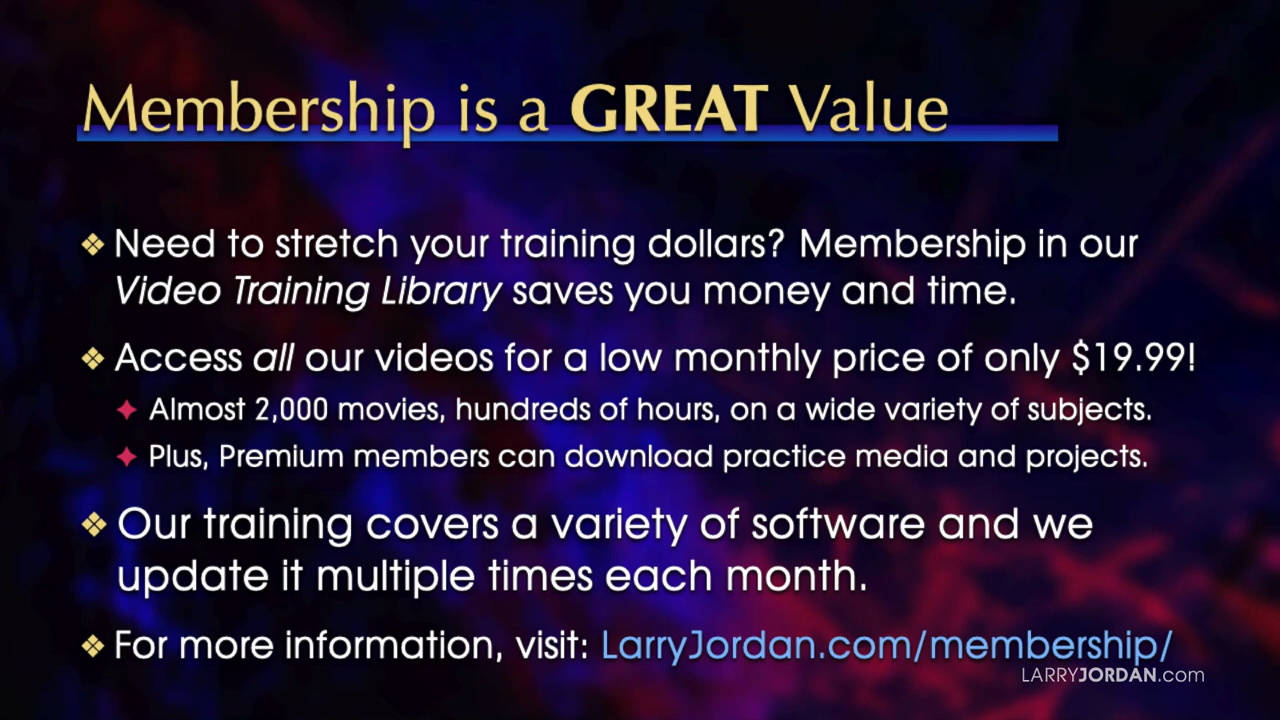 Membership is a GREAT Value
❖ Need to stretch your training dollars? Membership in our
Video Training Library saves you money and time.
❖ Access all our videos for a low monthly price of only $19.99!
✦ Almost 2,000 movies, hundreds of hours, on a wide variety of subjects.
✦ Plus, Premium members can download practice media and projects.
❖ Our training covers a variety of software and we
update it multiple times each month.
❖ For more information, visit: LarryJordan.com/membership/
LARRYJORDAN.com